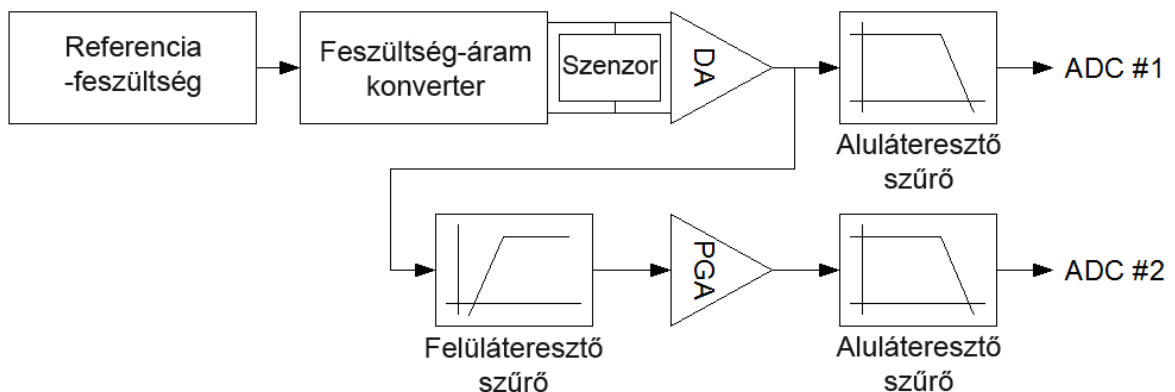 Referencia
-feszültség
Feszültség-áram
konverter
Szenzor
DA
ADC #1
Aluláteresztő
szűrő
PGA
ADC #2
Felüláteresztő
szűrő
Aluláteresztő
szűrő